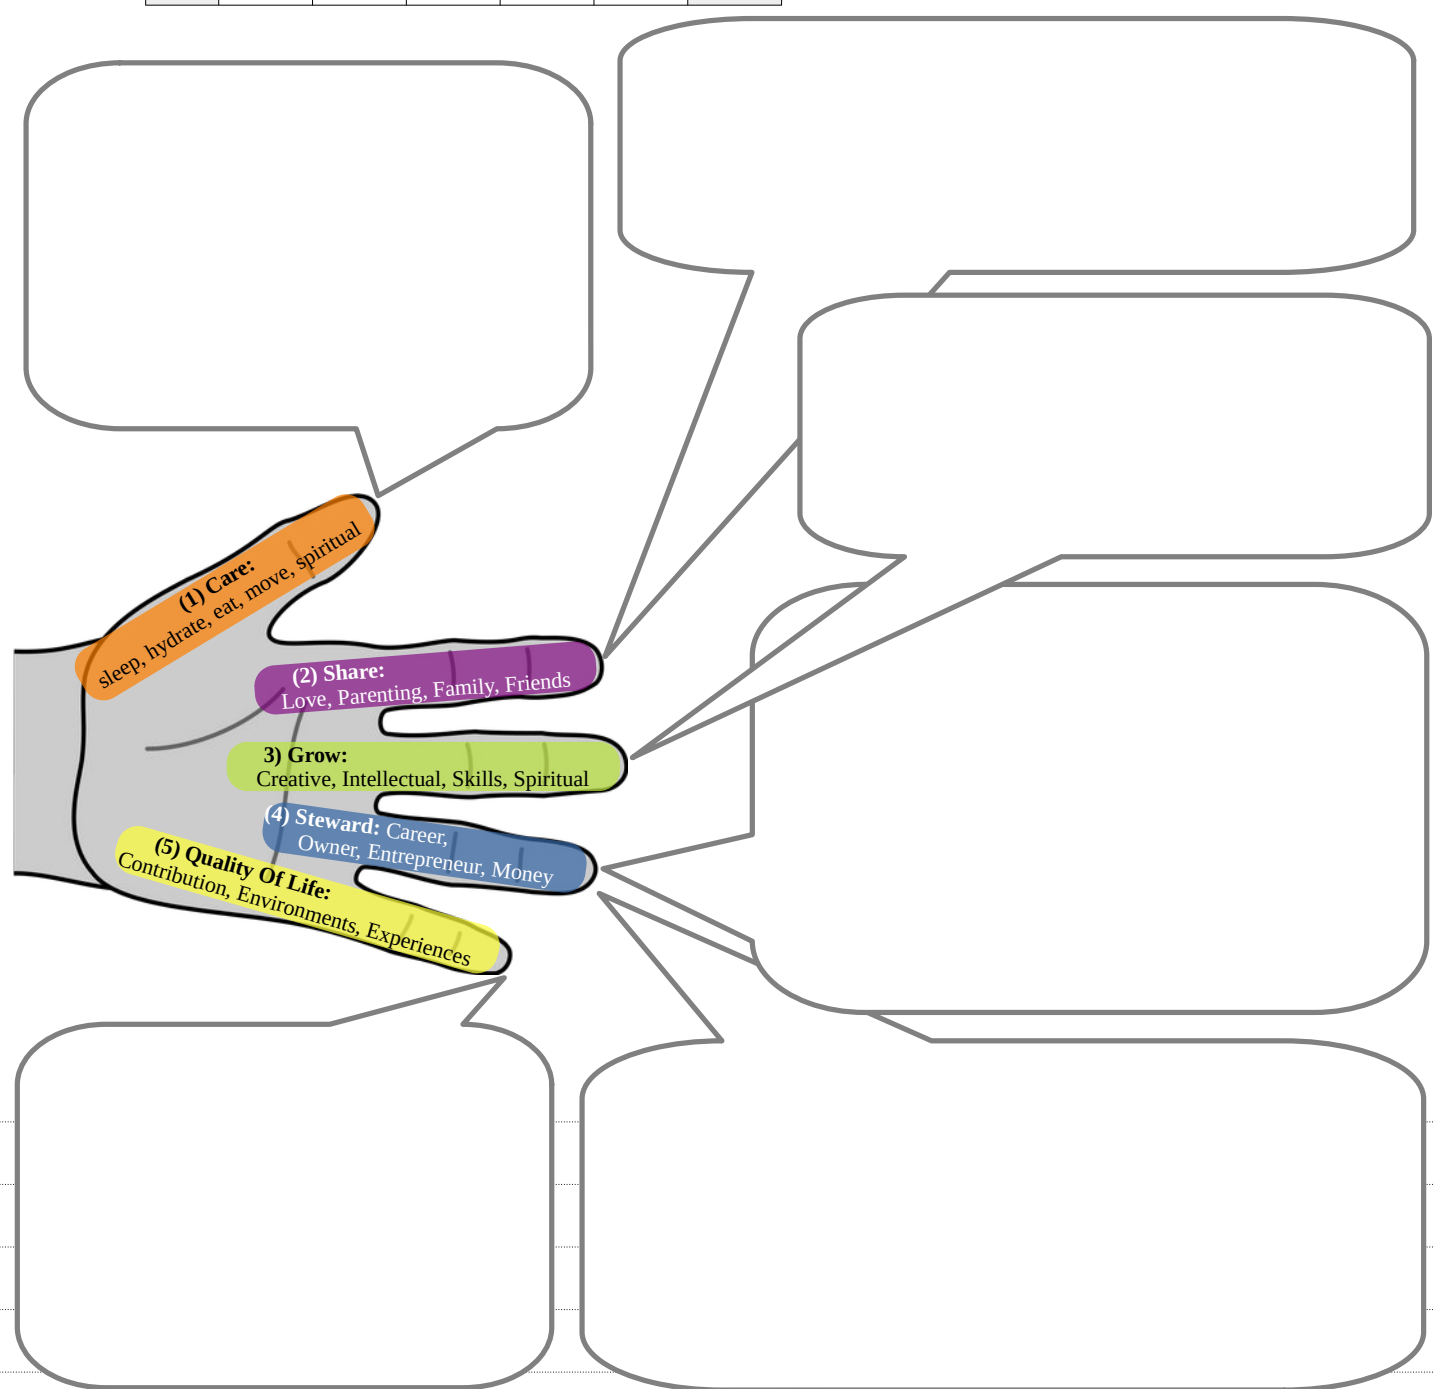 (1) Care:
sleep, hydrate, eat, move, spiritual
(2) Share:
Love, Parenting, Family, Friends
3) Grow:
Creative, Intellectual, Skills, Spiritual
(4) Steward: Career,
Owner, Entrepreneur, Money
(5) Quality Of Life:
Contribution, Environments, Experiences